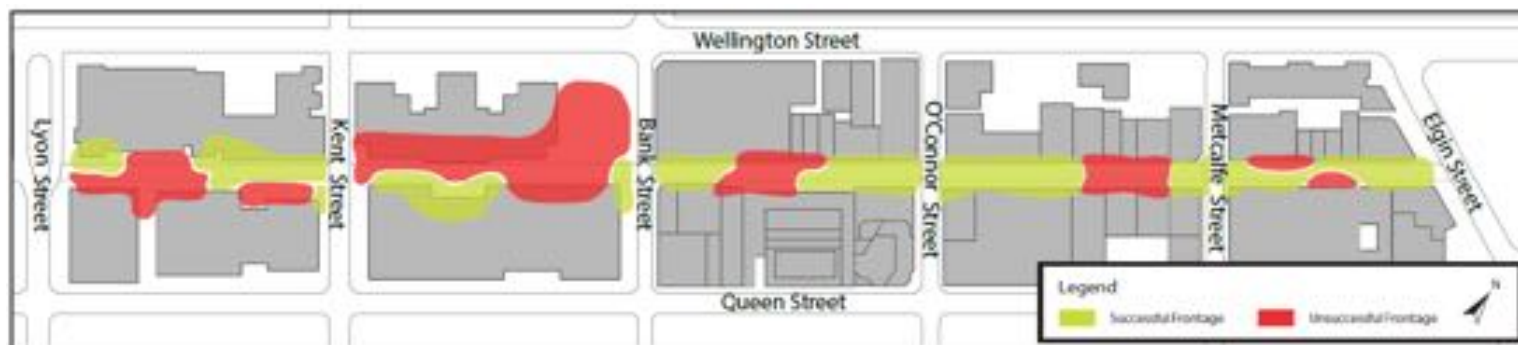 Wellington Street
Lyon Street
Kent Street
Bank Street
O'Connor Street
Metcalfe Street
Elgin Street
Queen Street
Legend
N
Successful Frontage
Unsuccessful Frontage